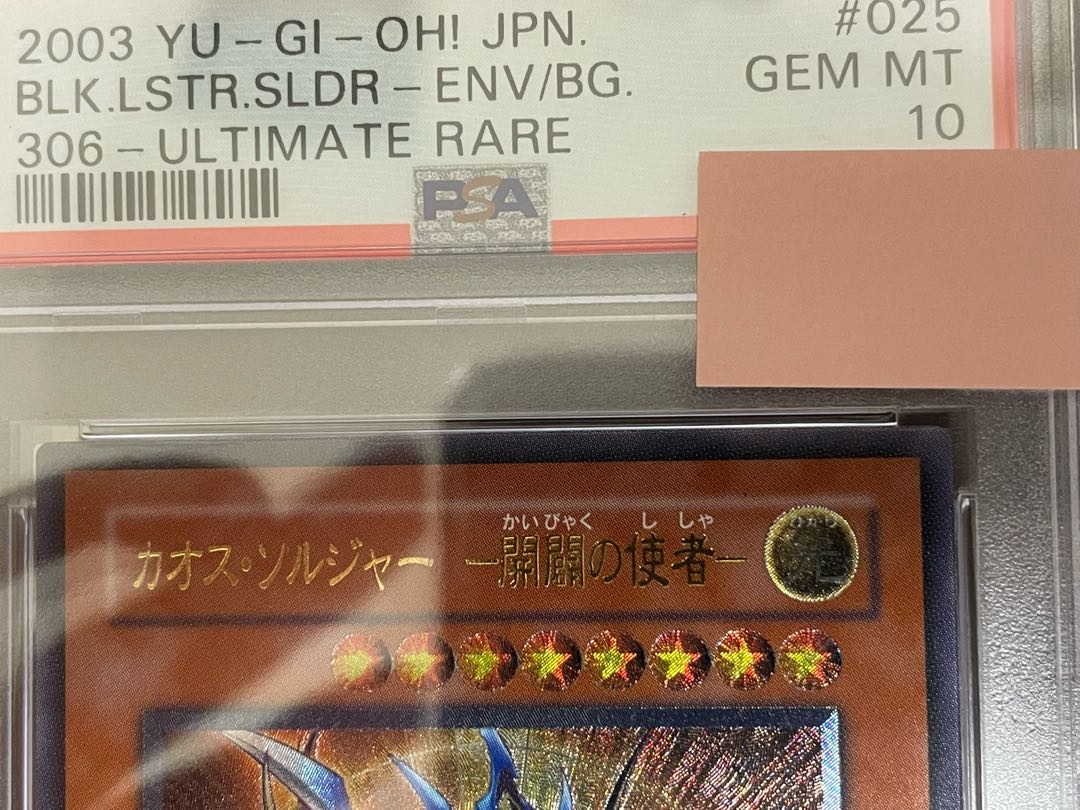 2003 YU-GI-OH! JPN.
#025
BLK.LSTR.SLDR-ENV/BG.
GEM MT
306-ULTIMATE RARE
10
PSA
かいびゃく ししゃ
カオス・ソルジャー -開闢の使者-